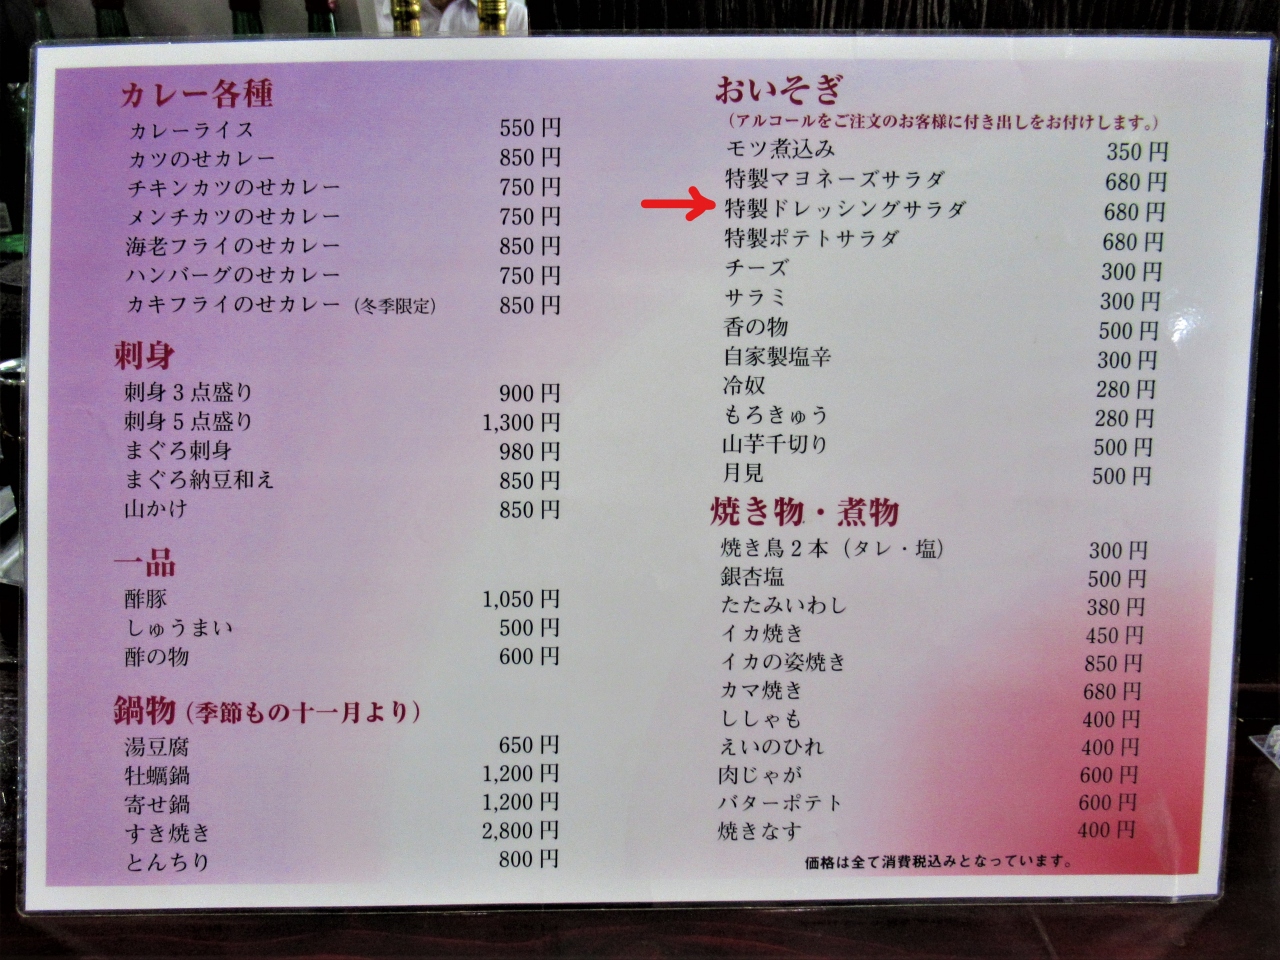 カレー各種
カレーライス 550円
カツのせカレー 850円
チキンカツのせカレー 750円
メンチカツのせカレー 750円
海老フライのせカレー 850円
ハンバーグのせカレー 750円
カキフライのせカレー（冬季限定） 850円
刺身
刺身3点盛り 900円
刺身5点盛り 1,300円
まぐろ刺身 980円
まぐろ納豆和え 850円
山かけ 850円
一品
酢豚 1,050円
しゅうまい 500円
酢の物 600円
鍋物（季節もの十一月より）
湯豆腐 650円
牡蠣鍋 1,200円
寄せ鍋 1,200円
すき焼き 2,800円
とんちり 800円
おいそぎ
（アルコールをご注文のお客様に付き出しをお付けします。）
モツ煮込み 350円
特製マヨネーズサラダ 680円
特製ドレッシングサラダ 680円
特製ポテトサラダ 680円
チーズ 300円
サラミ 300円
香の物 500円
自家製塩辛 300円
冷奴 280円
もろきゅう 280円
山芋千切り 500円
月見 500円
焼き物・煮物
焼き鳥2本（タレ・塩） 300円
銀杏塩 500円
たたみいわし 380円
イカ焼き 450円
イカの姿焼き 850円
カマ焼き 680円
ししゃも 400円
えいのひれ 400円
肉じゃが 600円
バターポテト 600円
焼きなす 400円
価格は全て消費税込みとなっています。